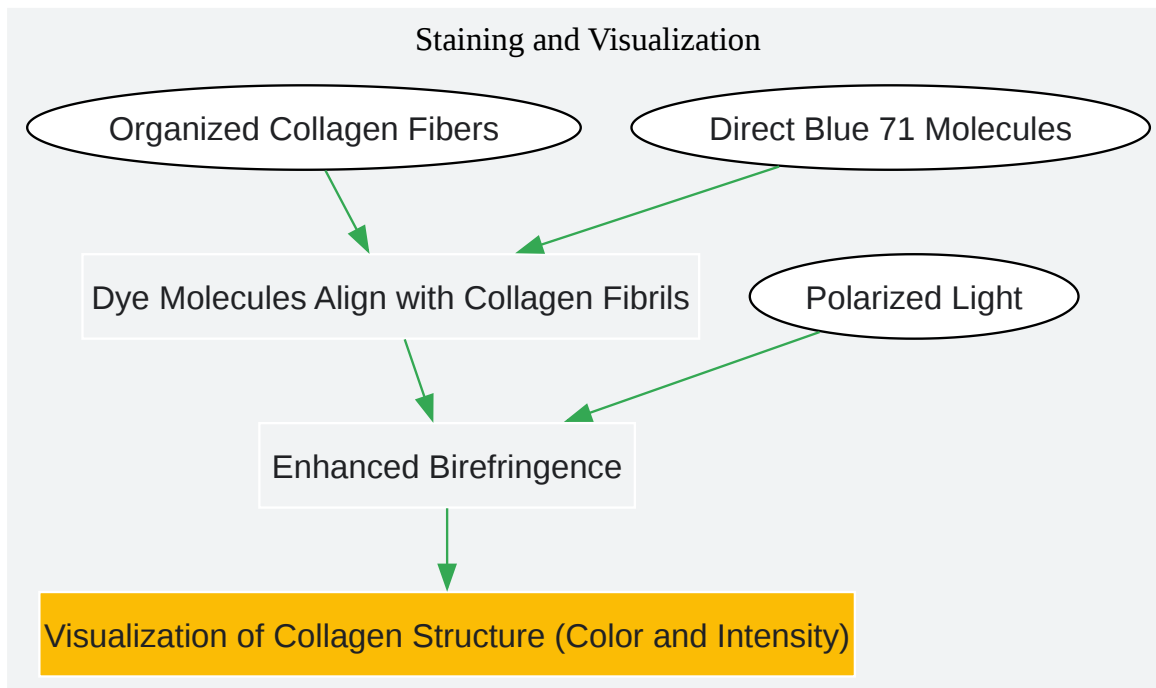 Staining and Visualization
Organized Collagen Fibers
Direct Blue 71 Molecules
Dye Molecules Align with Collagen Fibrils
Polarized Light
Enhanced Birefringence
Visualization of Collagen Structure (Color and Intensity)